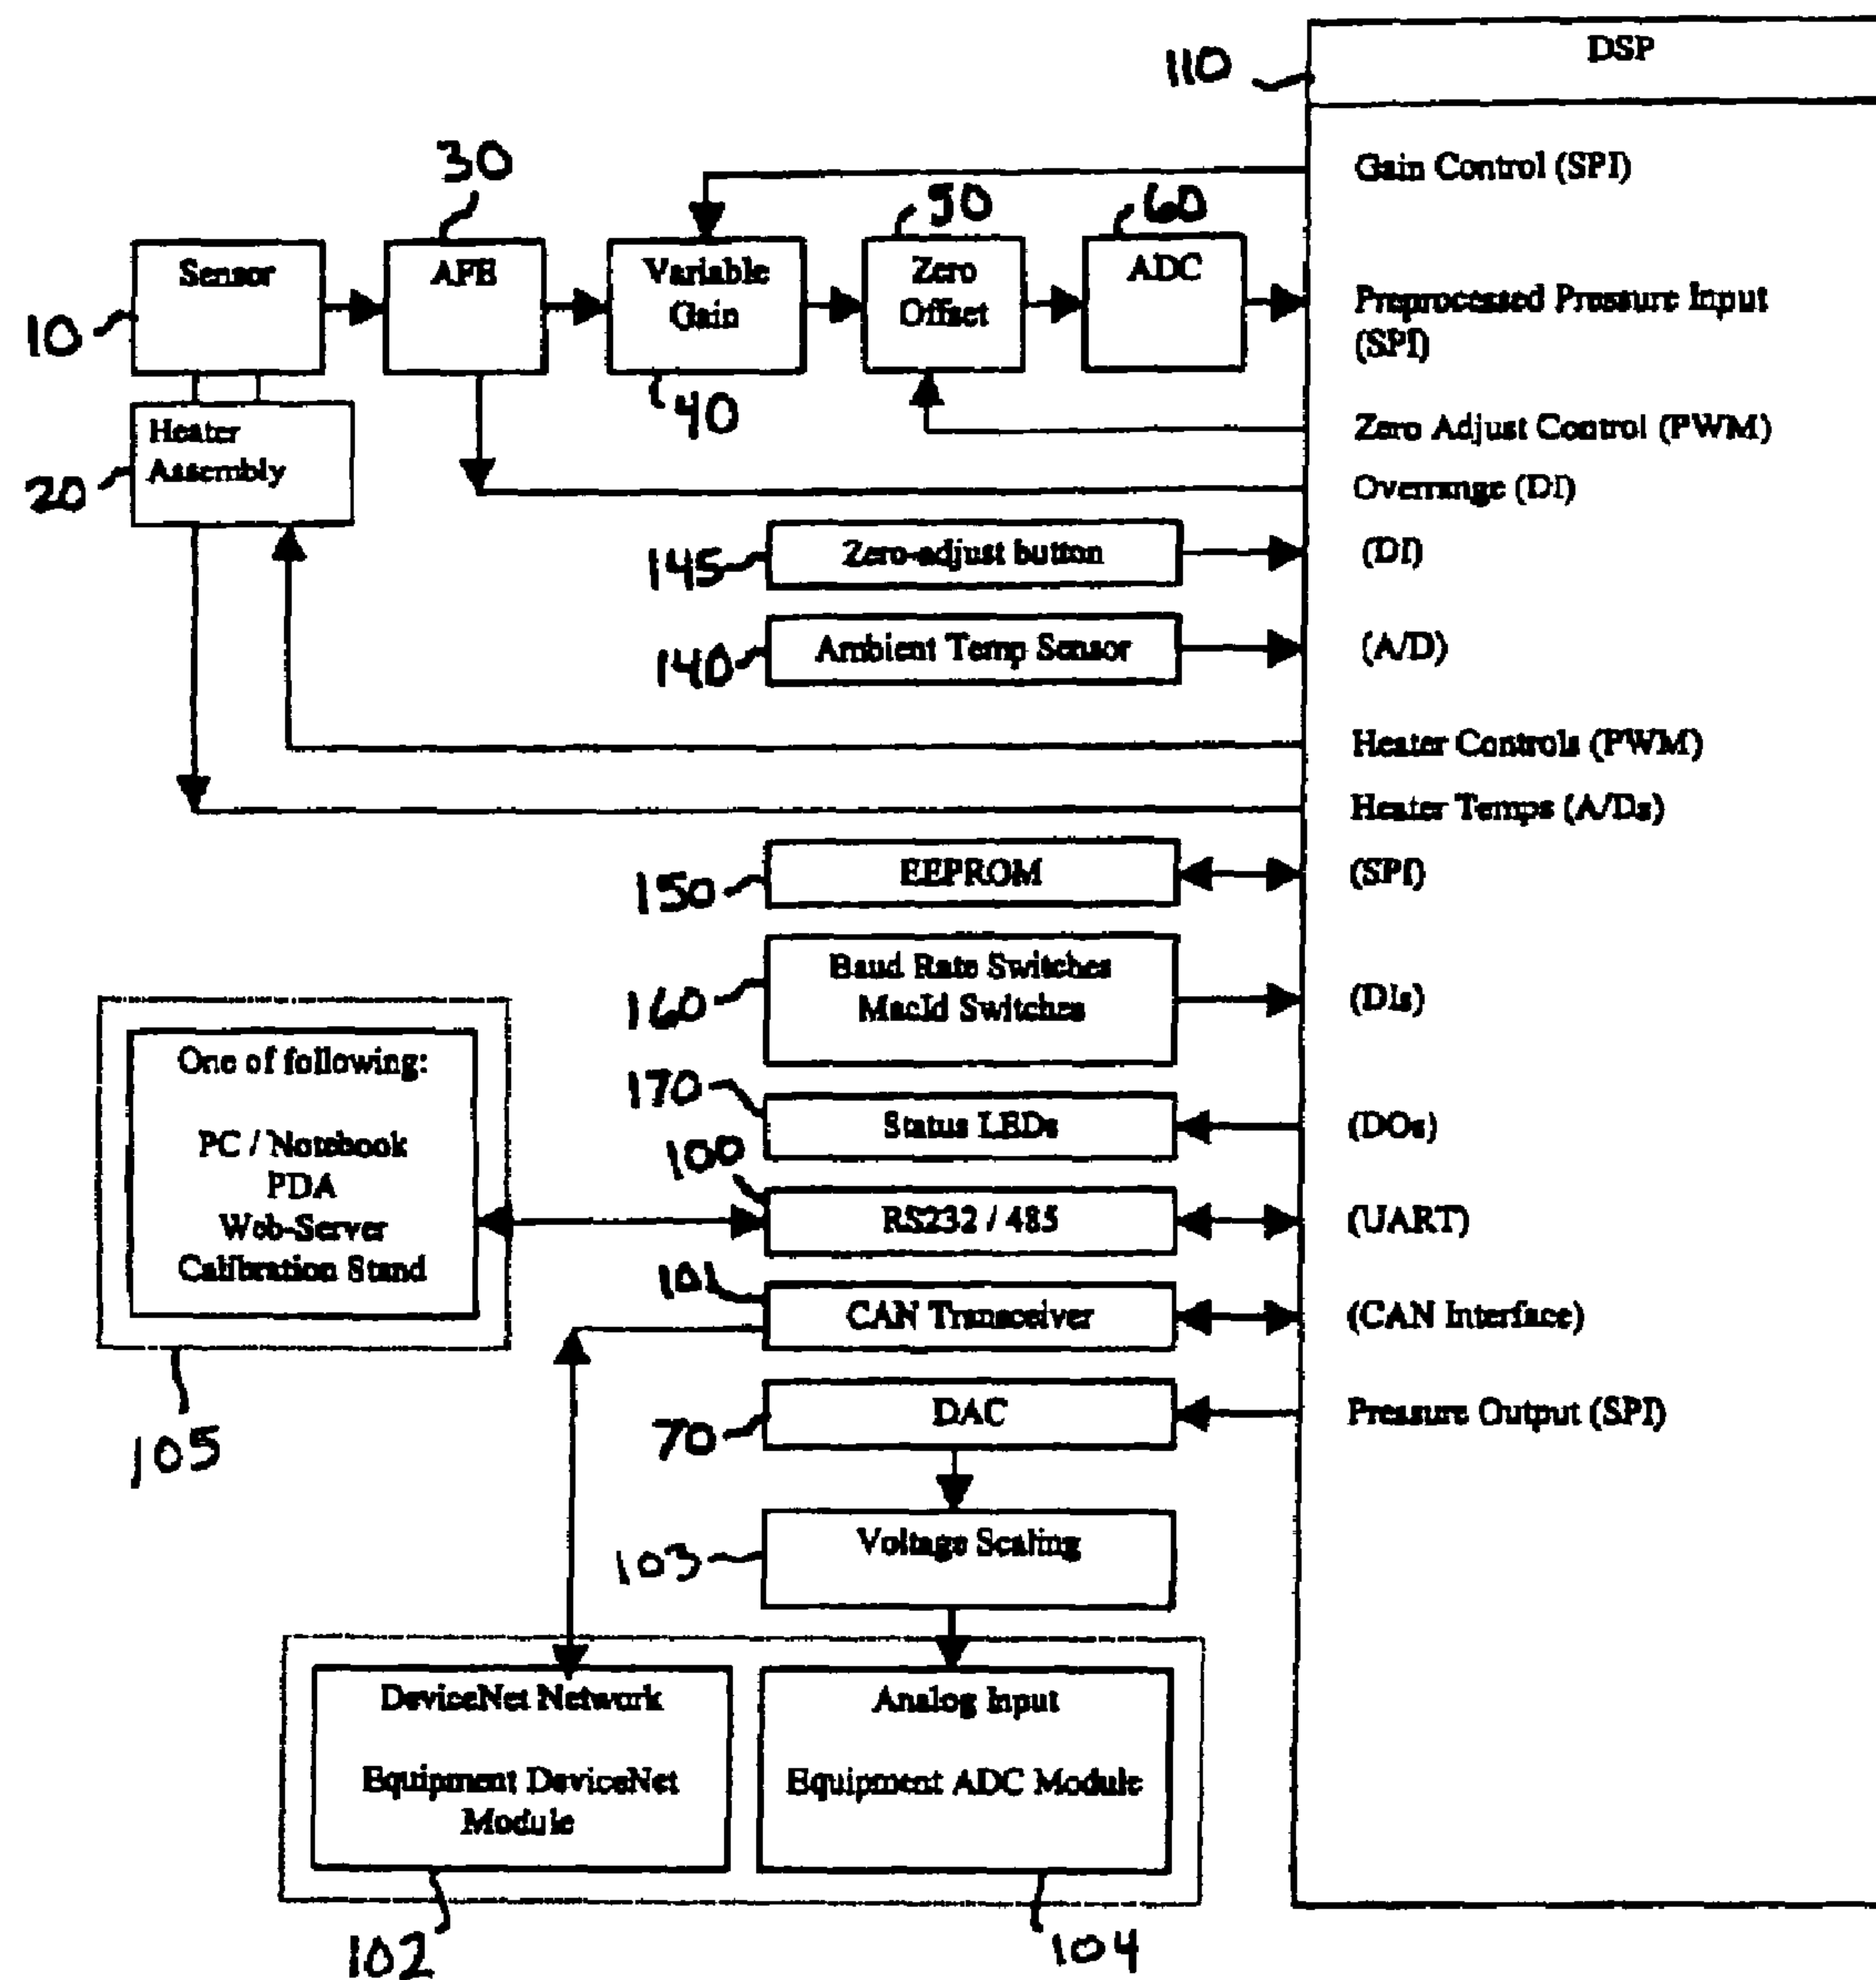 DSP
110
Gain Control (SPI)
30
50
60
Sensor
AFE
Variable
Gain
Zero
Offset
ADC
Preprocessed Pressure Input
(SPI)
10
40
Heater
Assembly
20
Zero Adjust Control (PWM)
Overrange (DI)
145
Zero-adjust button
(DI)
140
Ambient Temp Sensor
(A/D)
Heater Controls (PWM)
Heater Temps (A/Ds)
150
EEPROM
(SPI)
160
Baud Rate Switches
MacId Switches
(DIs)
One of following:
PC / Notebook
PDA
Web-Server
Calibration Stand
105
170
Status LEDs
(DOs)
100
RS232 / 485
(UART)
101
CAN Transceiver
(CAN Interface)
70
DAC
Pressure Output (SPI)
103
Voltage Scaling
DeviceNet Network
Equipment DeviceNet
Module
Analog Input
Equipment ADC Module
102
104